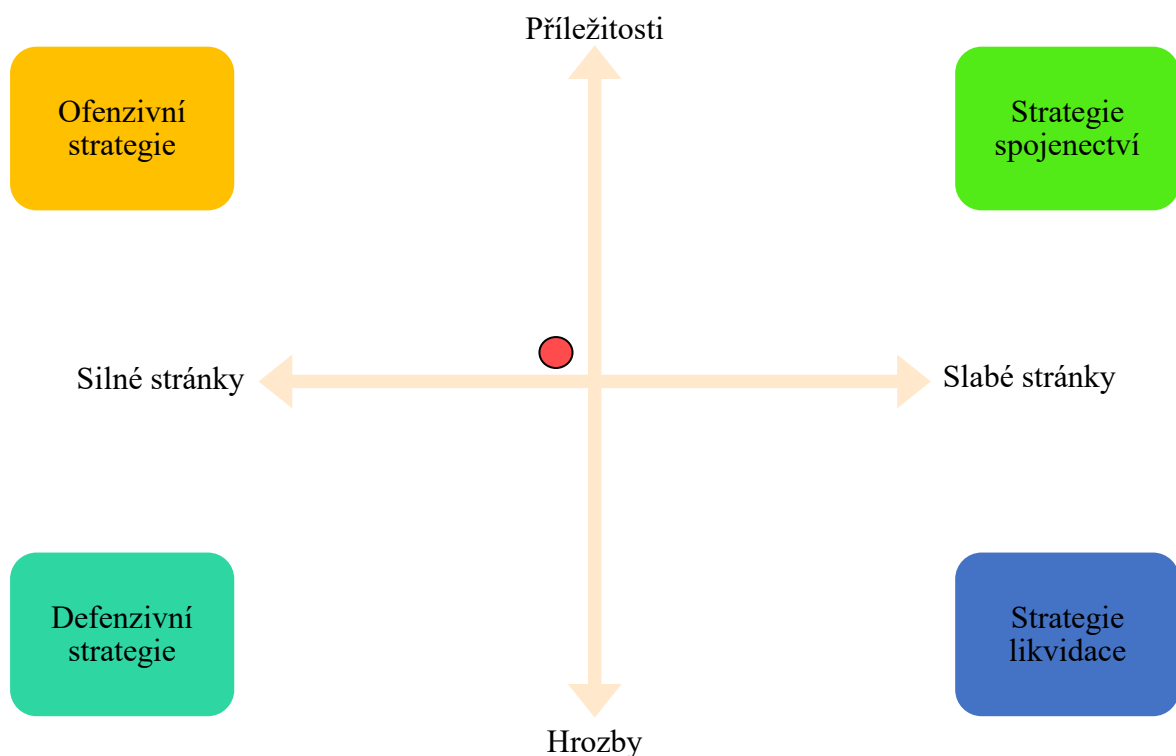 Příležitosti
Ofenzivní
strategie
Strategie
spojenectví
Silné stránky
Slabé stránky
Defenzivní
strategie
Strategie
likvidace
Hrozby